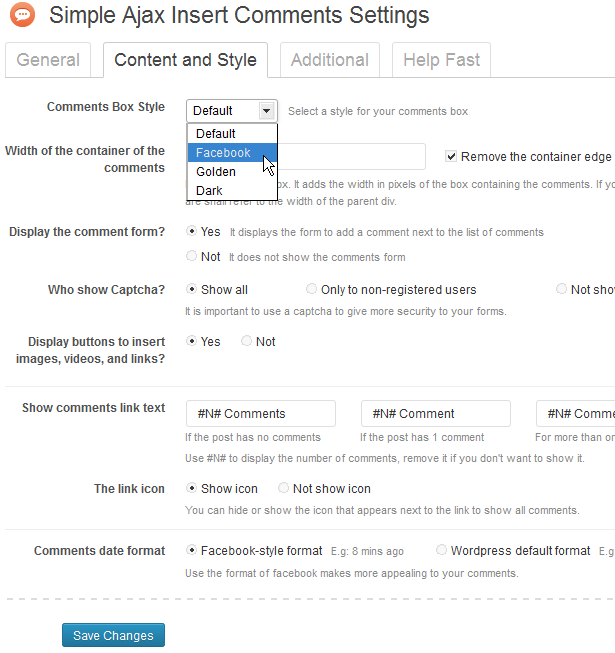 Simple Ajax Insert Comments Settings
General Content and Style Additional Help Fast
Comments Box Style Default Select a style for your comments box
Default
Width of the container of the Facebook Remove the container edge
comments Golden
ox. It adds the width in pixels of the box containing the comments. If yo
Dark are shall refer to the width of the parent div.
Display the comment form? Yes It displays the form to add a comment next to the list of comments
Not It does not show the comments form
Who show Captcha? Show all Only to non-registered users Not sho
It is important to use a captcha to give more security to your forms.
Display buttons to insert Yes Not
images, videos, and links?
Show comments link text #N# Comments #N# Comment #N# Comme
If the post has no comments If the post has 1 comment For more than or
Use #N# to display the number of comments, remove it if you don't want to show it.
The link icon Show icon Not show icon
You can hide or show the icon that appears next to the link to show all comments.
Comments date format Facebook-style format E.g: 8 mins ago Wordpress default format E.g
Use the format of facebook makes more appealing to your comments.
Save Changes